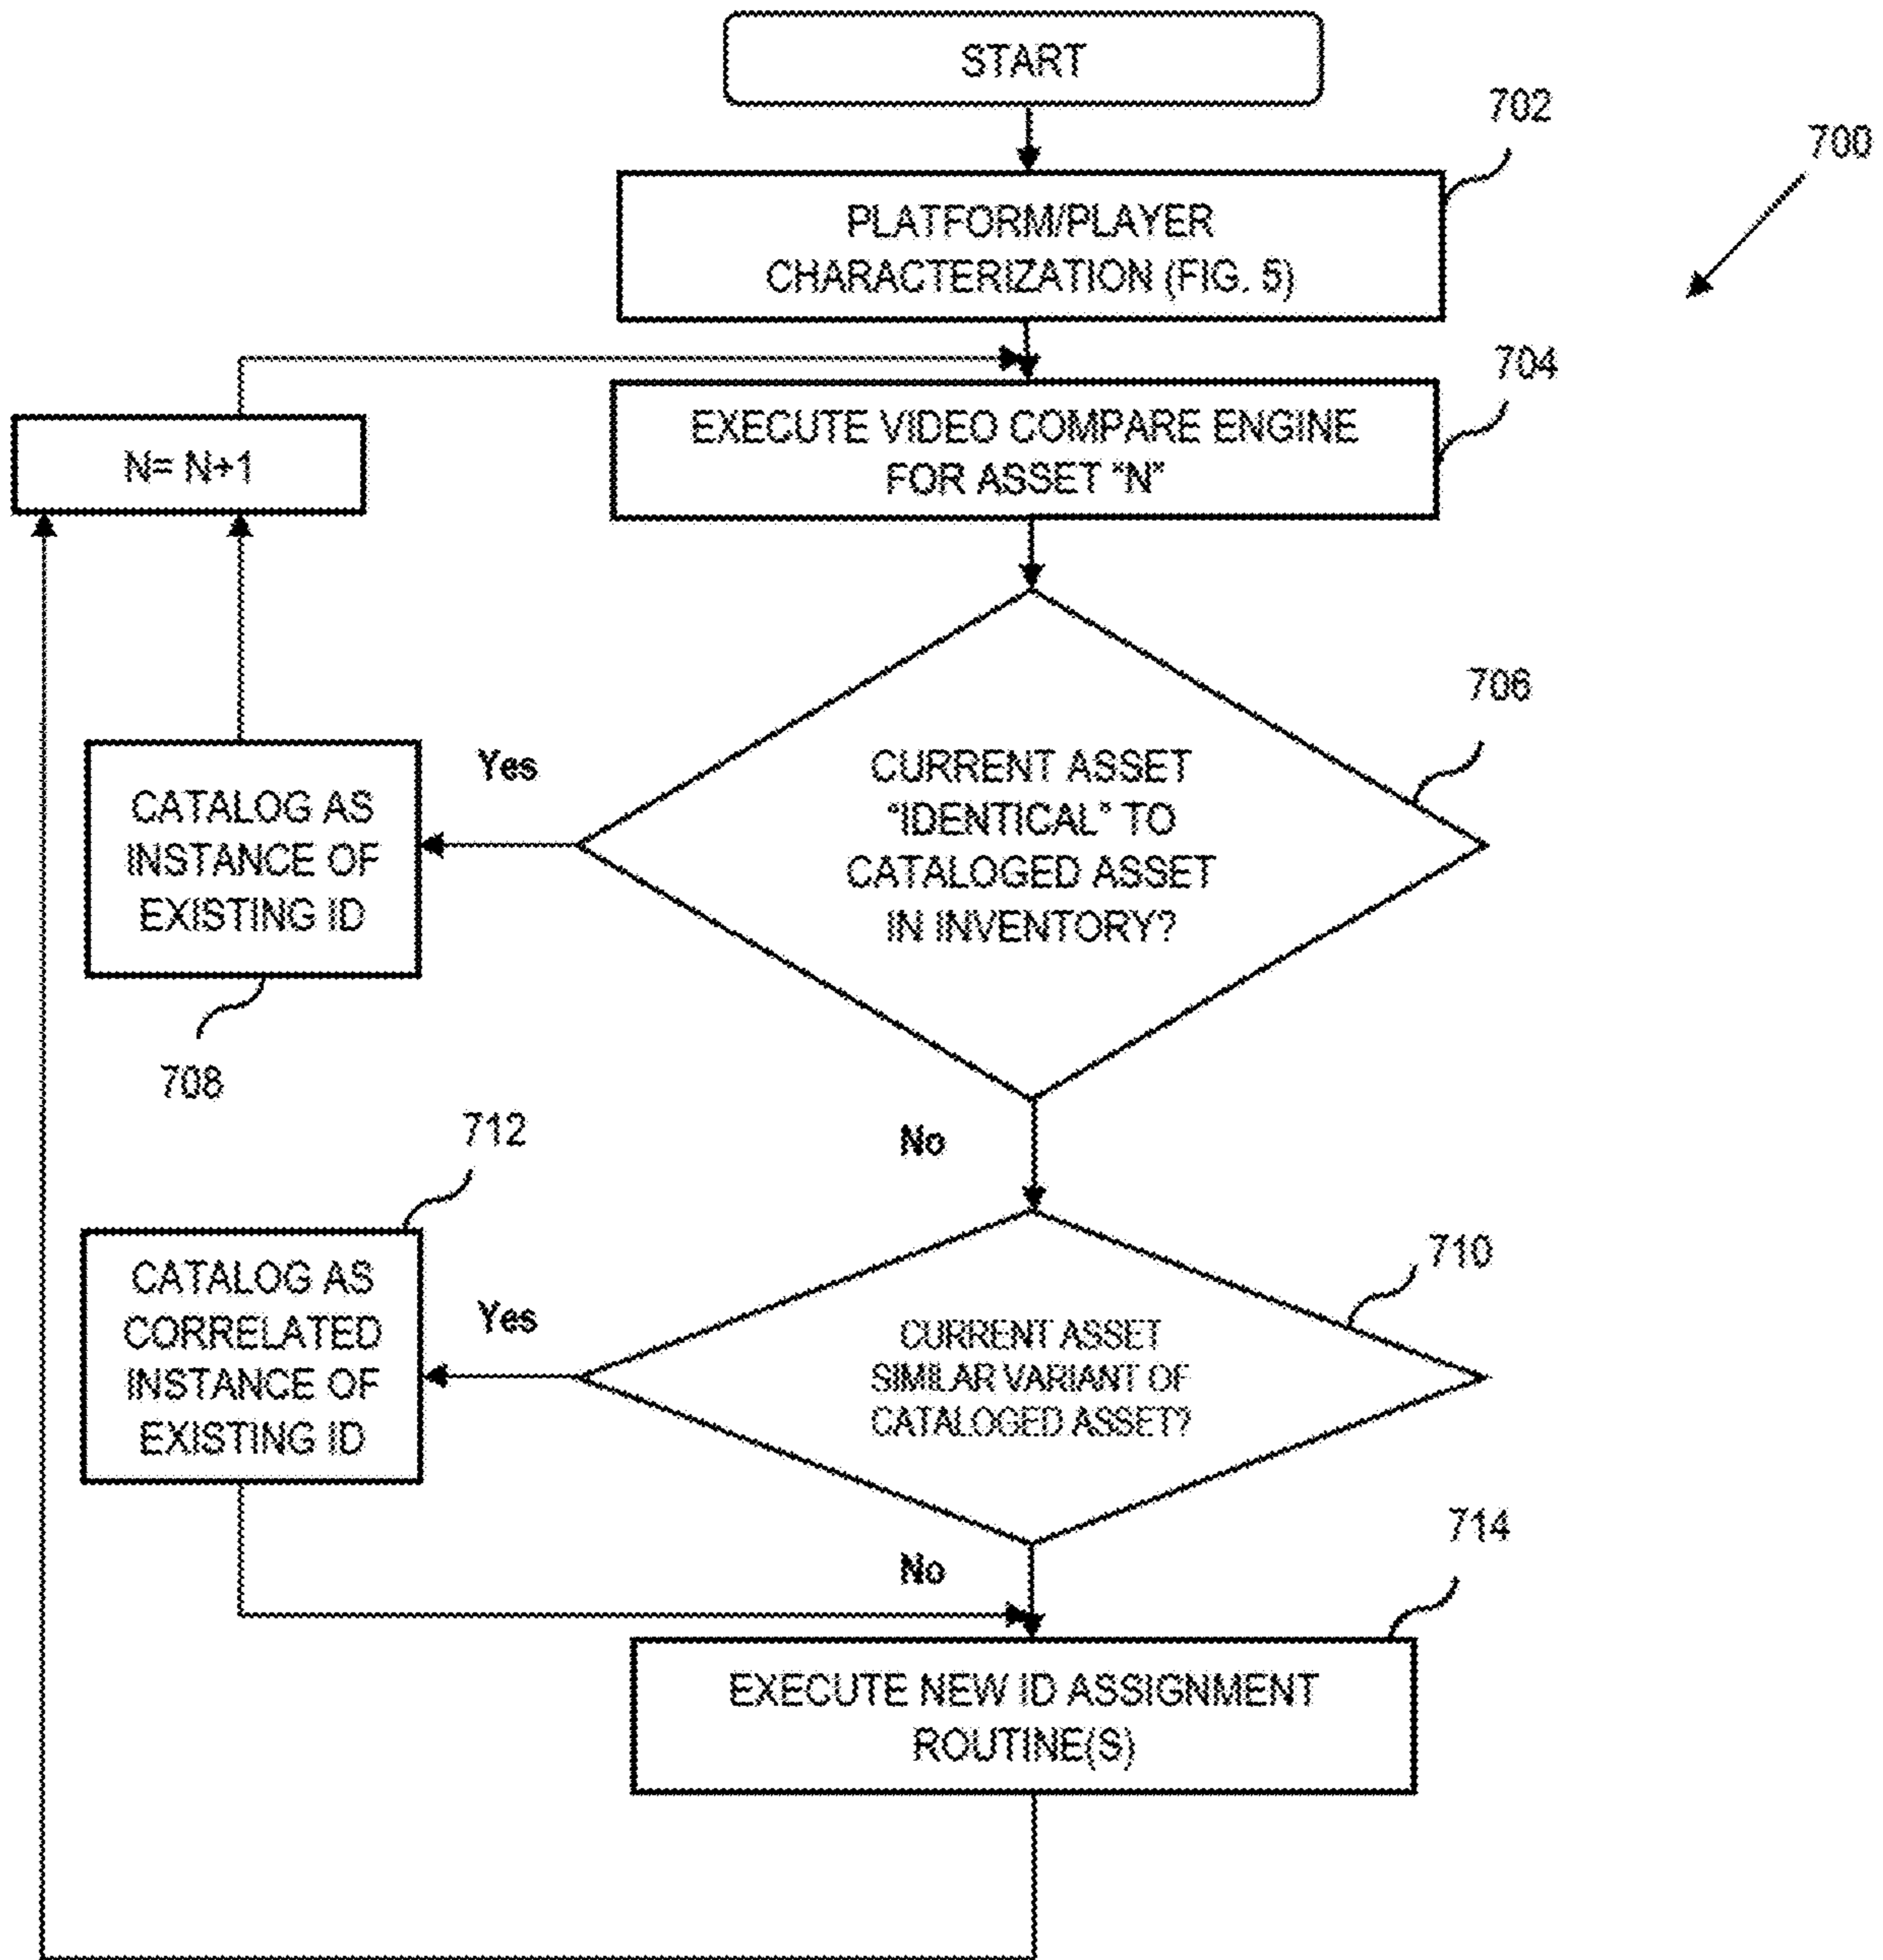 START
702
700
PLATFORM/PLAYER
CHARACTERIZATION (FIG. 5)
704
N= N+1
EXECUTE VIDEO COMPARE ENGINE
FOR ASSET "N"
706
Yes
CURRENT ASSET
"IDENTICAL" TO
CATALOGED ASSET
IN INVENTORY?
CATALOG AS
INSTANCE OF
EXISTING ID
708
No
712
710
CATALOG AS
CORRELATED
INSTANCE OF
EXISTING ID
Yes
CURRENT ASSET
SIMILAR VARIANT OF
CATALOGED ASSET?
714
No
EXECUTE NEW ID ASSIGNMENT
ROUTINE(S)